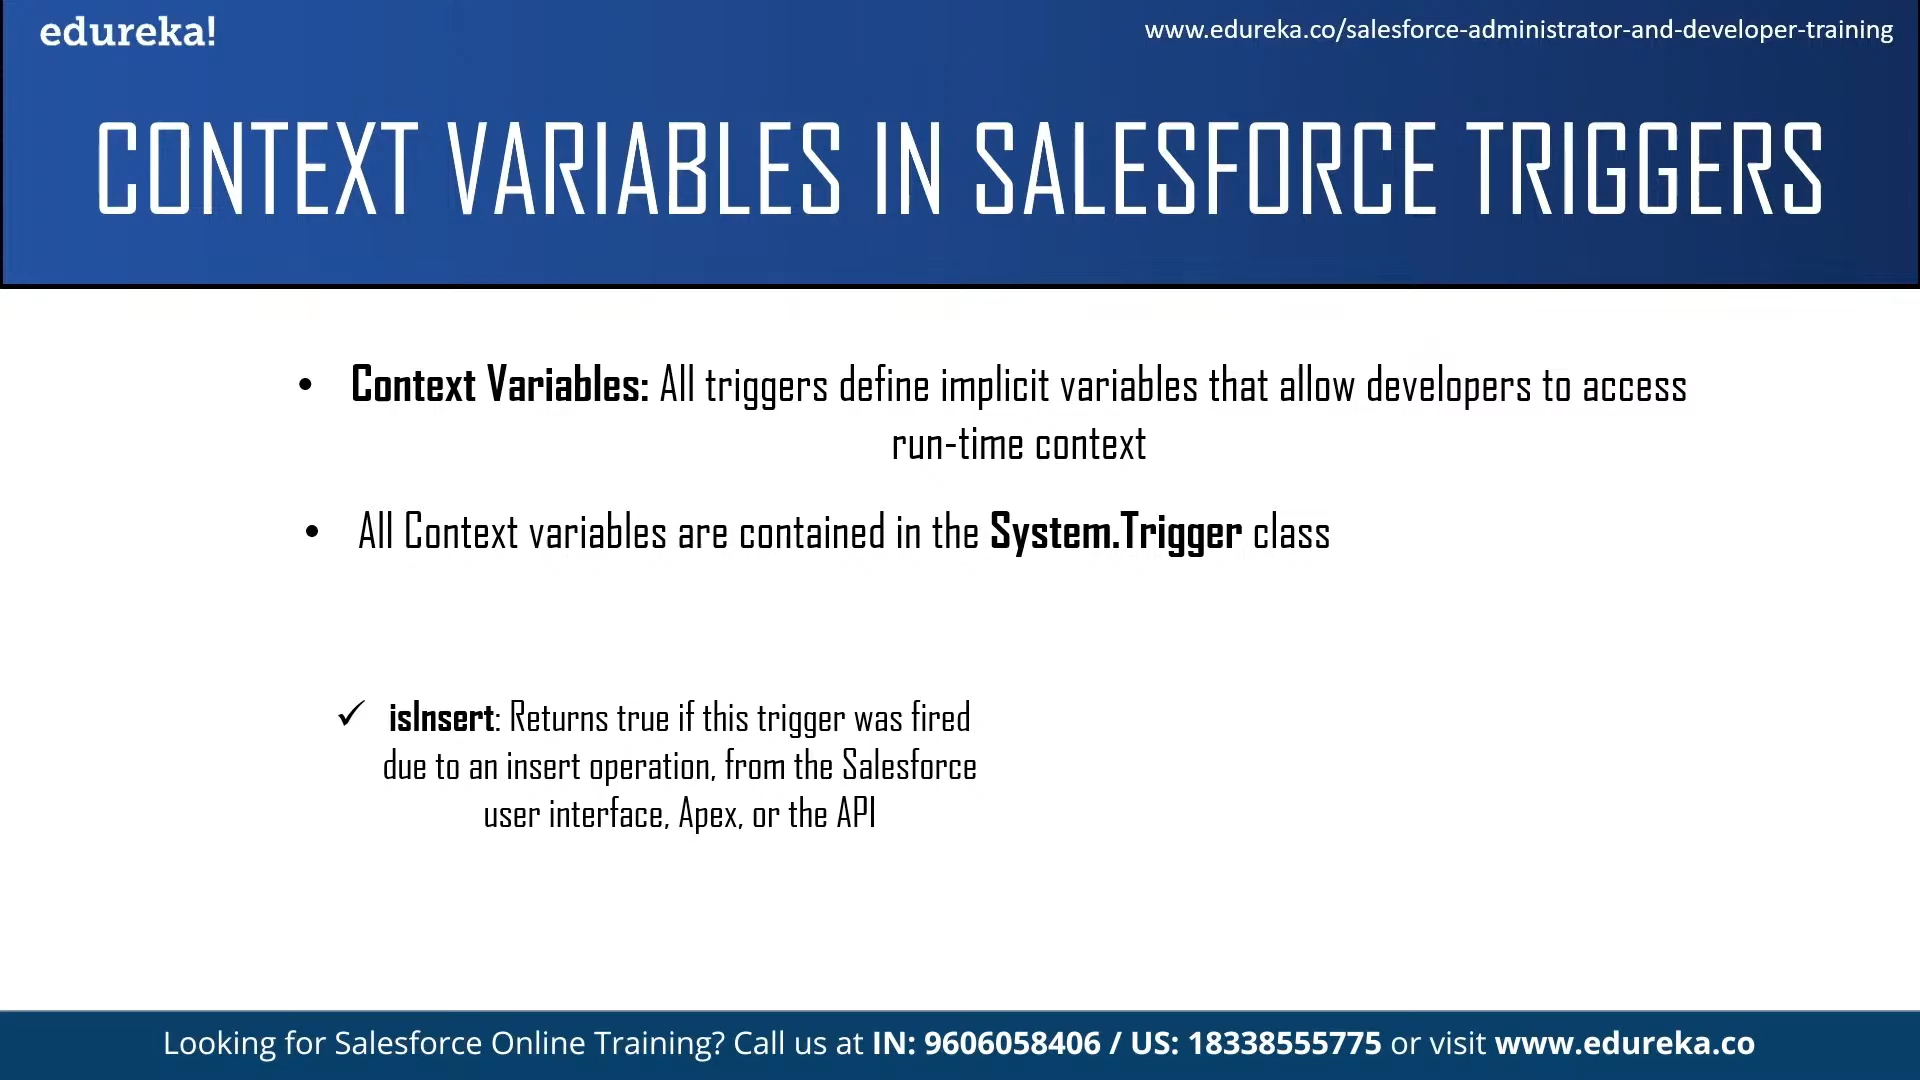 edureka!
www.edureka.co/salesforce-administrator-and-developer-training
CONTEXT VARIABLES IN SALESFORCE TRIGGERS
• Context Variables: All triggers define implicit variables that allow developers to access
run-time context
• All Context variables are contained in the System.Trigger class
✓ isInsert: Returns true if this trigger was fired
due to an insert operation, from the Salesforce
user interface, Apex, or the API
Looking for Salesforce Online Training? Call us at IN: 9606058406 / US: 18338555775 or visit www.edureka.co